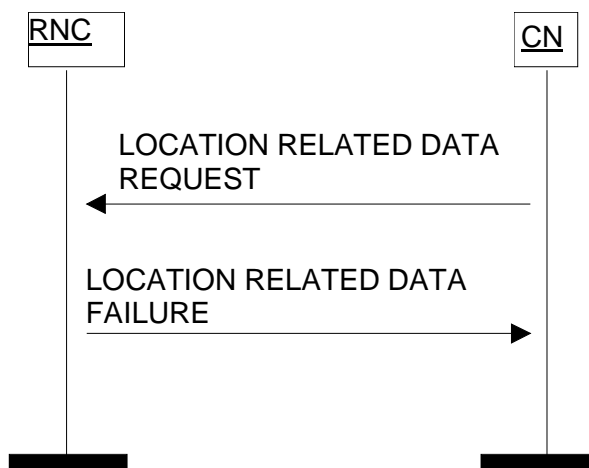 RNC
CN
LOCATION RELATED DATA
REQUEST
LOCATION RELATED DATA
FAILURE